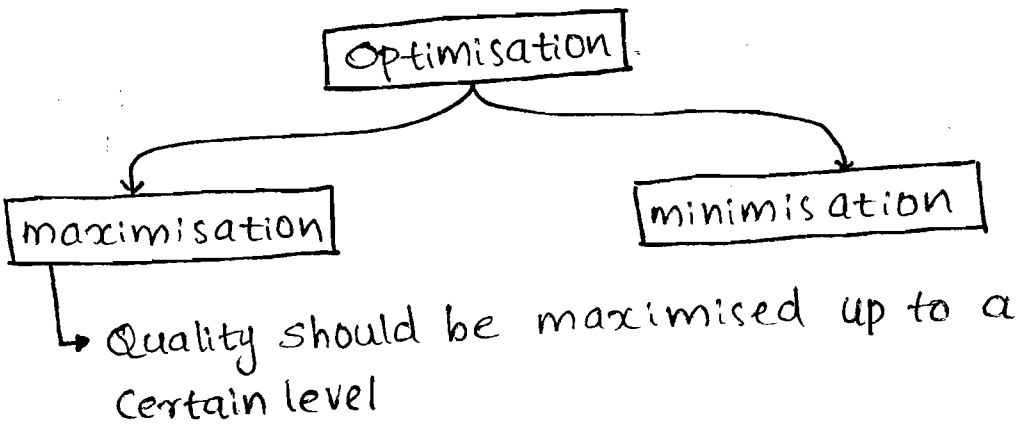 Optimisation
maximisation
minimisation
Quality should be maximised up to a
certain level